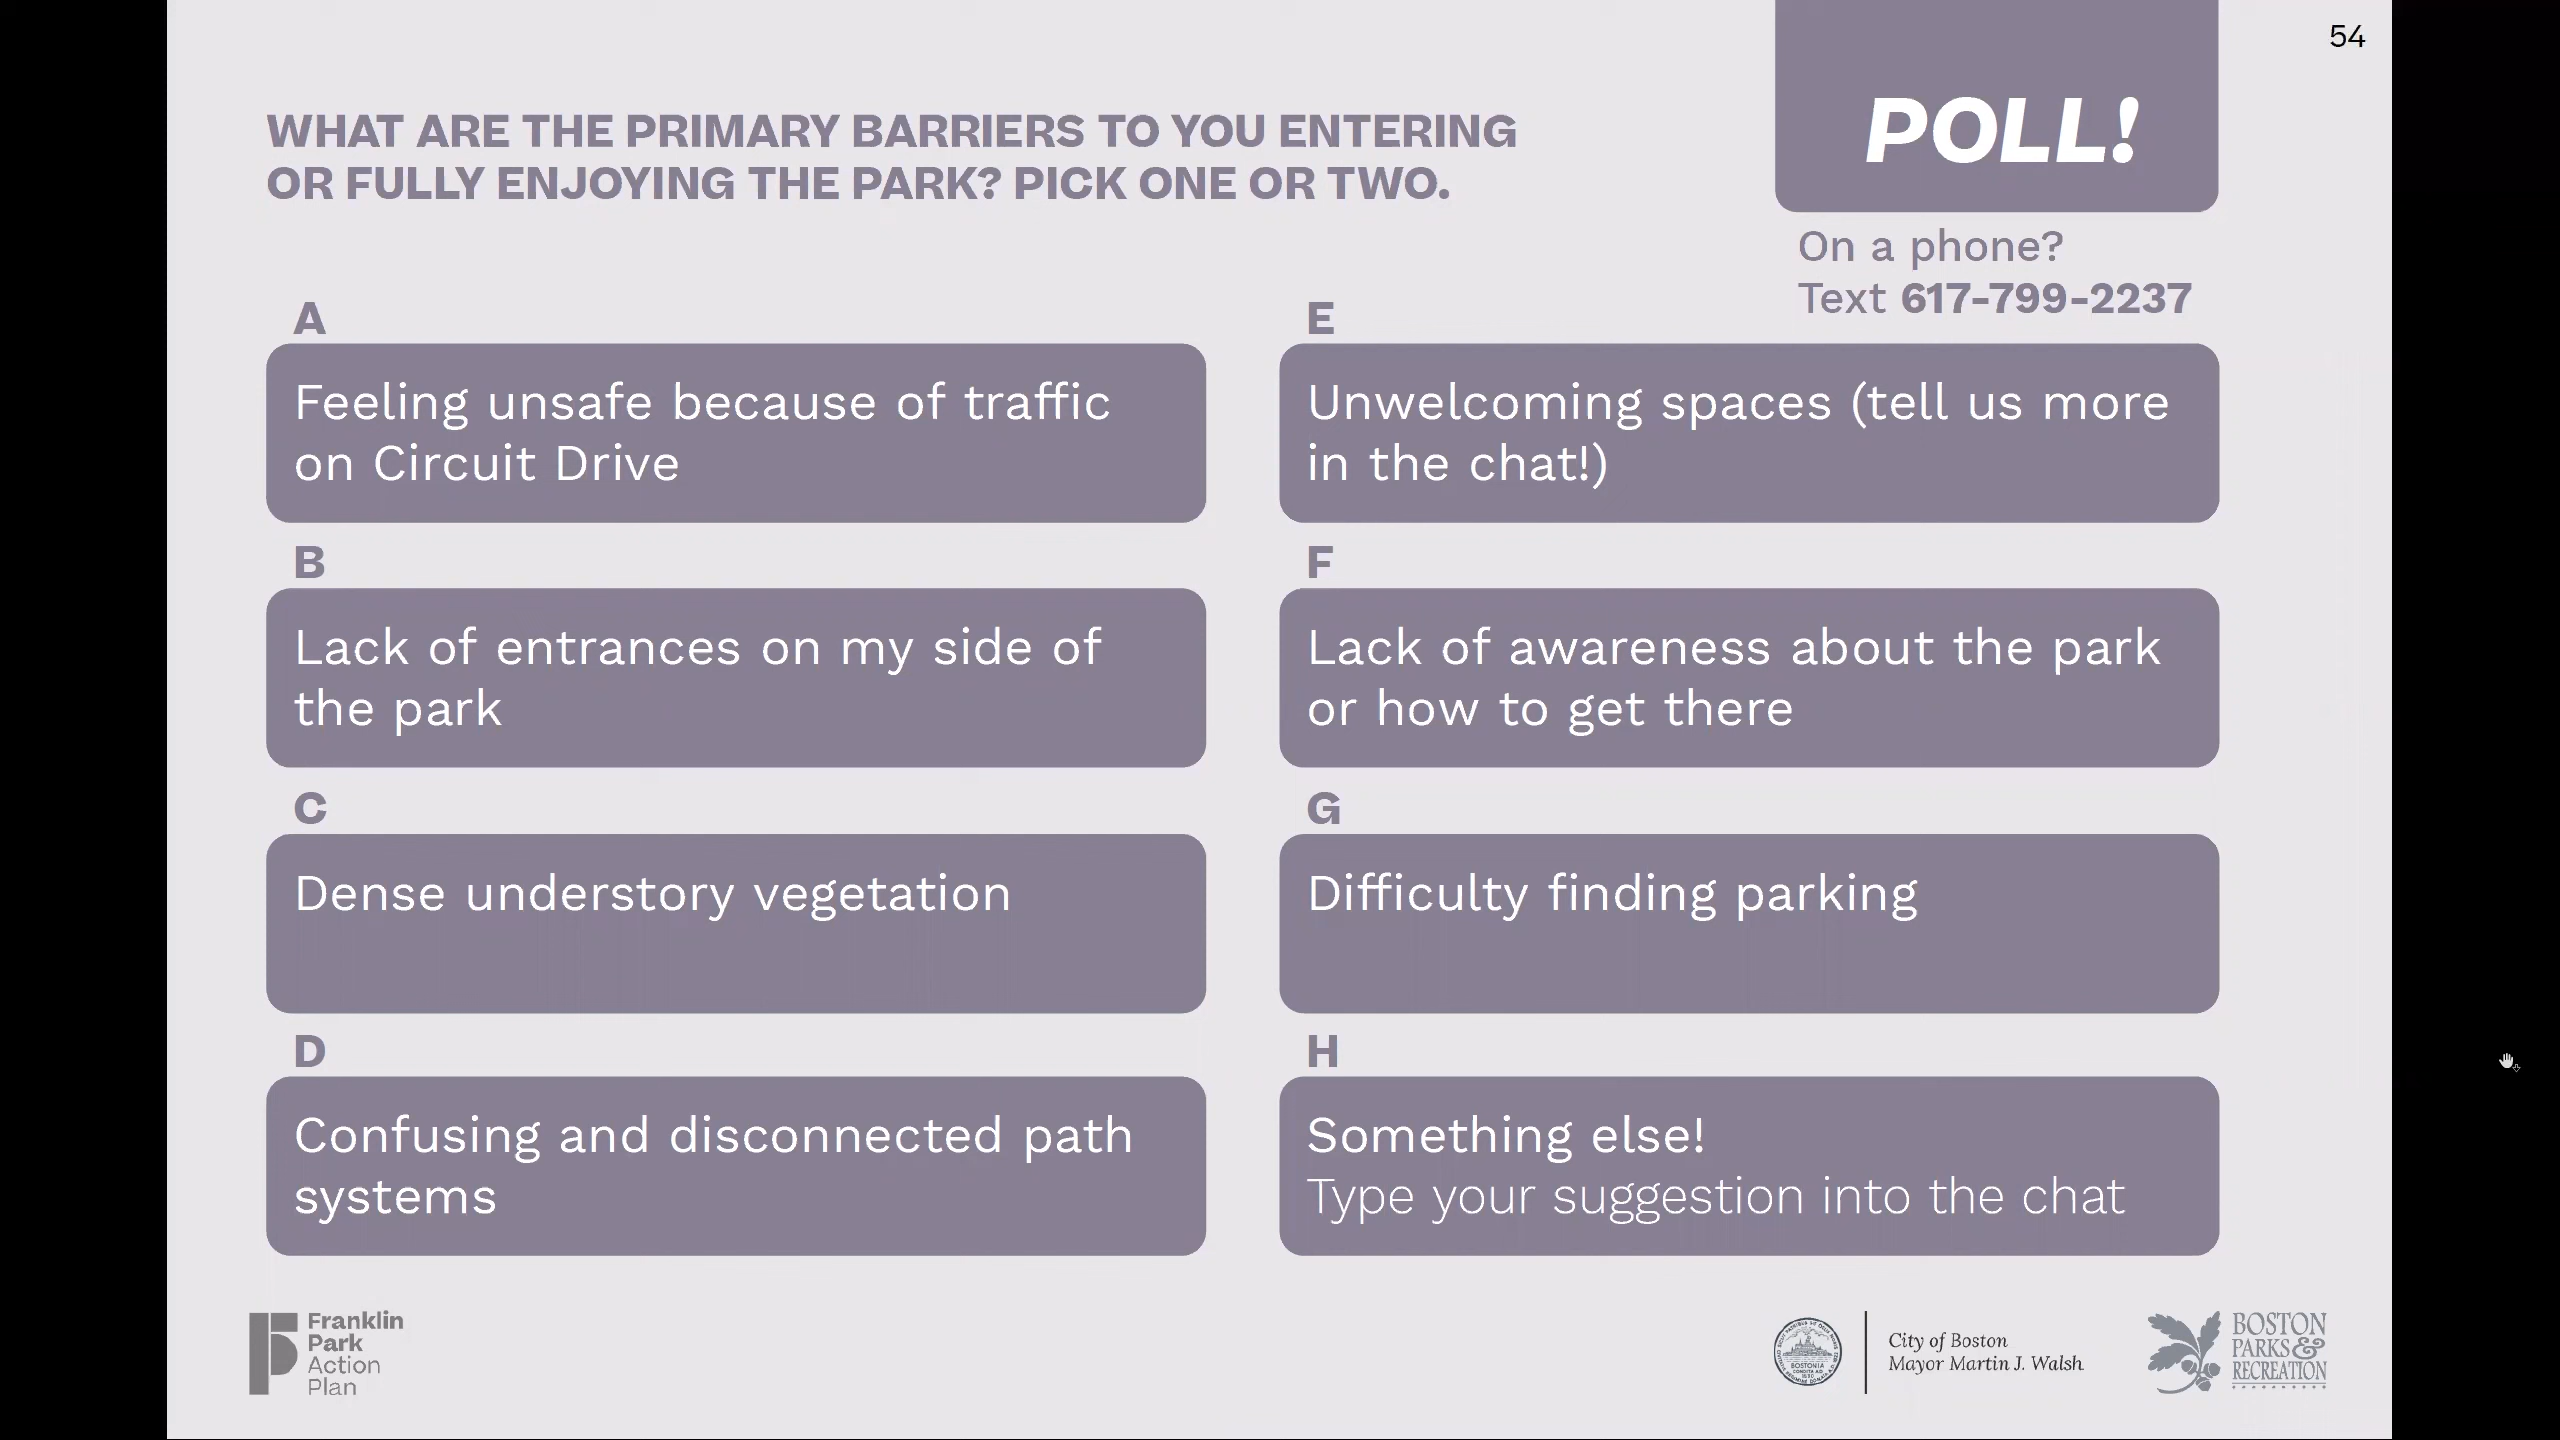 54
WHAT ARE THE PRIMARY BARRIERS TO YOU ENTERING
OR FULLY ENJOYING THE PARK? PICK ONE OR TWO.
POLL!
On a phone?
Text 617-799-2237
A
Feeling unsafe because of traffic
on Circuit Drive
B
Lack of entrances on my side of
the park
C
Dense understory vegetation
D
Confusing and disconnected path
systems
E
Unwelcoming spaces (tell us more
in the chat!)
F
Lack of awareness about the park
or how to get there
G
Difficulty finding parking
H
Something else!
Type your suggestion into the chat
Franklin
Park
Action
Plan
BOSTONIA
City of Boston
Mayor Martin J. Walsh
BOSTON
PARKS &
RECREATION